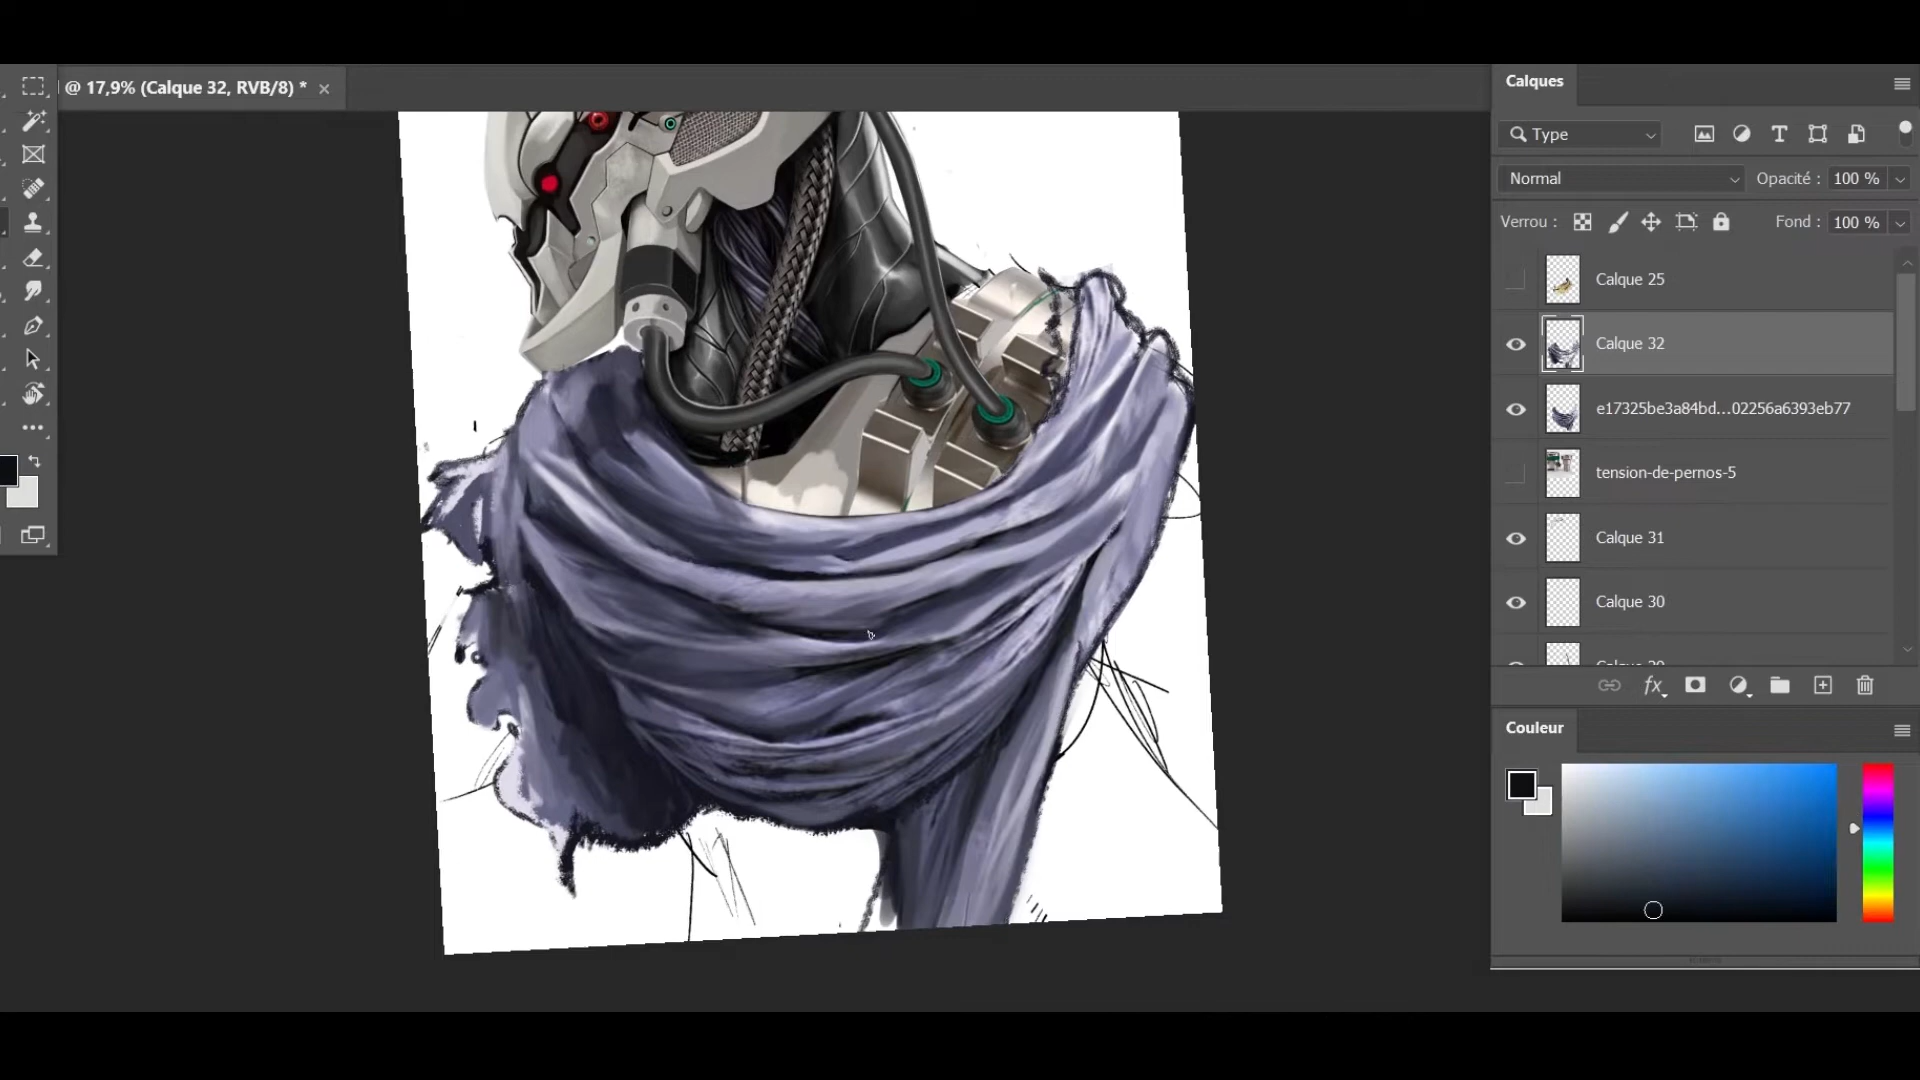 @ 17,9% (Calque 32, RVB/8) *
Calques
Type
Normal
Opacité : 100 %
Verrou :
Fond : 100 %
Calque 25
Calque 32
e17325be3a84bd...02256a6393eb77
tension-de-pernos-5
Calque 31
Calque 30
fx
Couleur